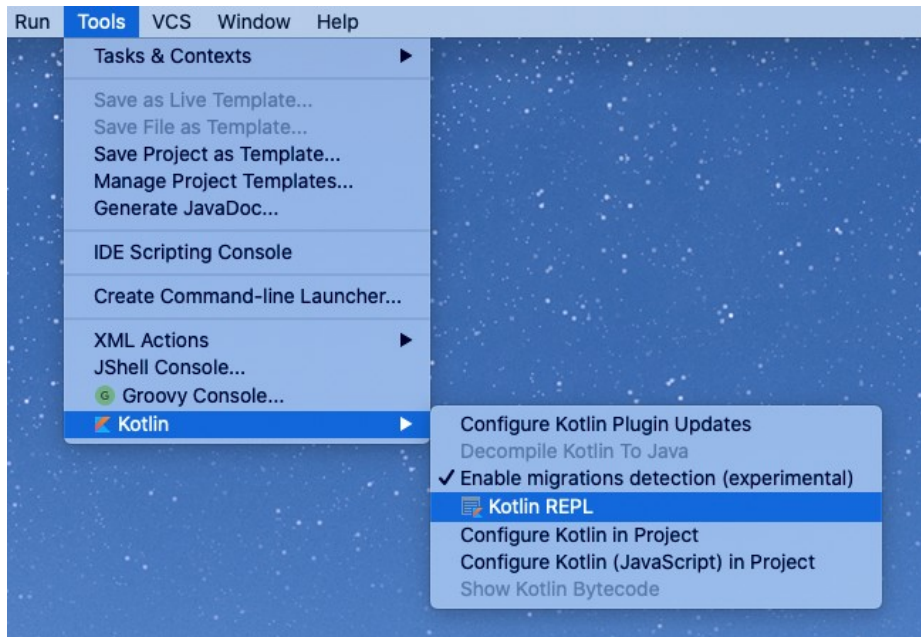 Run Tools VCS Window Help
Tasks & Contexts
Save as Live Template...
Save File as Template...
Save Project as Template...
Manage Project Templates...
Generate JavaDoc...
IDE Scripting Console
Create Command-line Launcher...
XML Actions
JShell Console...
G Groovy Console...
Kotlin
Configure Kotlin Plugin Updates
Decompile Kotlin To Java
Enable migrations detection (experimental)
Kotlin REPL
Configure Kotlin in Project
Configure Kotlin (JavaScript) in Project
Show Kotlin Bytecode